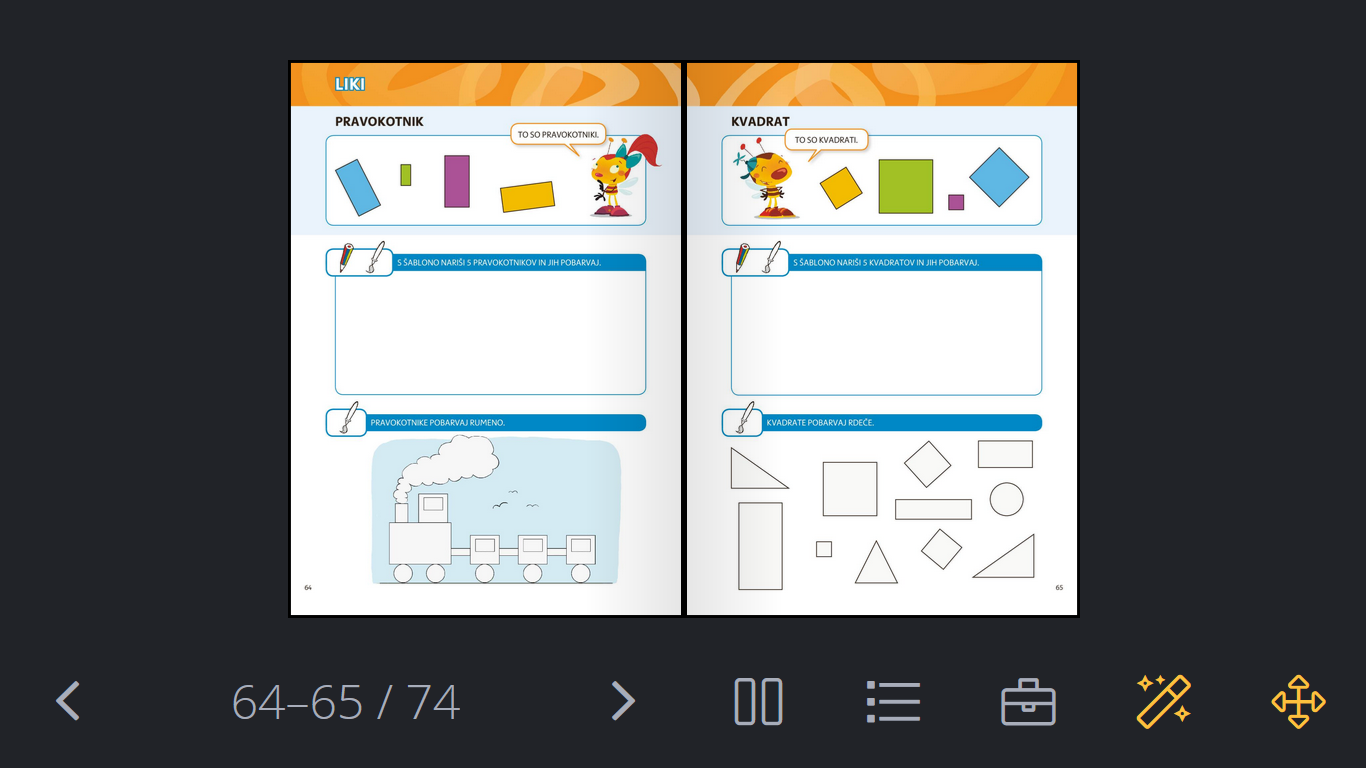 LIKI
PRAVOKOTNIK
TO SO PRAVOKOTNIKI.
S ŠABLONO NARIŠI 5 PRAVOKOTNIKOV IN JIH POBARVAJ.
PRAVOKOTNIKE POBARVAJ RUMENO.
64
KVADRAT
TO SO KVADRATI.
S ŠABLONO NARIŠI 5 KVADRATOV IN JIH POBARVAJ.
KVADRATE POBARVAJ RDEČE.
65
64–65 / 74